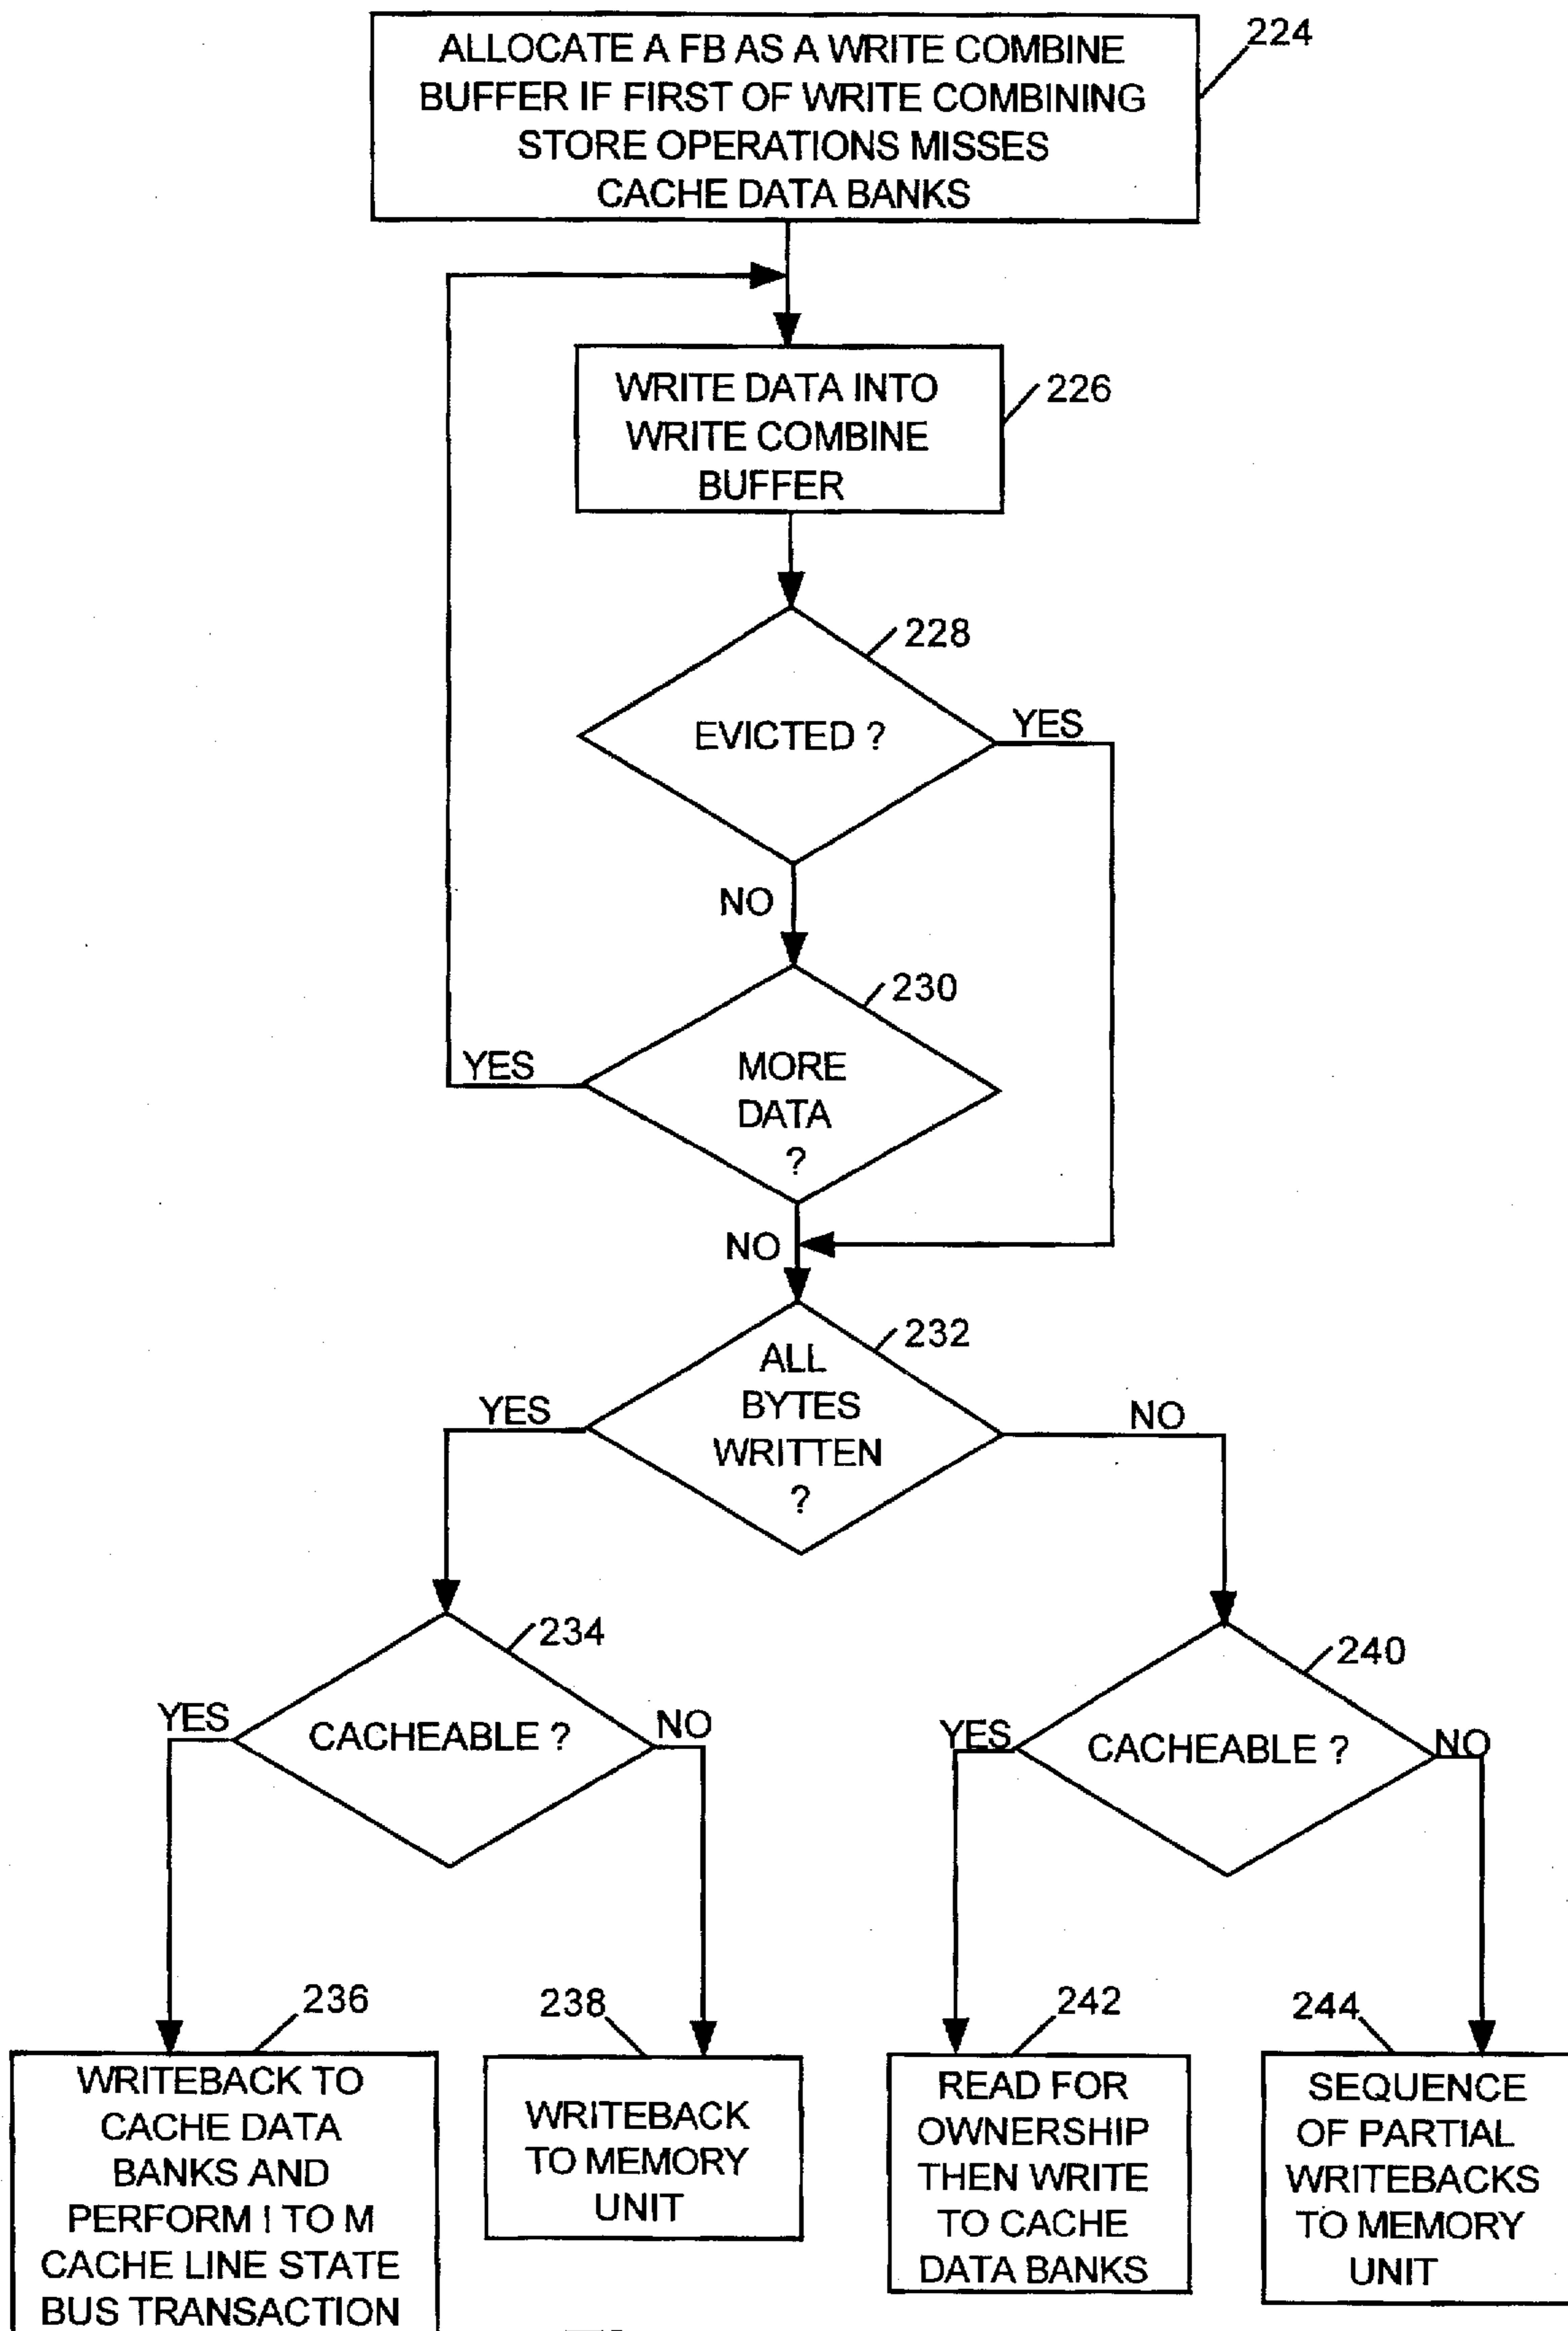 ALLOCATE A FB AS A WRITE COMBINE
BUFFER IF FIRST OF WRITE COMBINING
STORE OPERATIONS MISSES
CACHE DATA BANKS
224
WRITE DATA INTO
WRITE COMBINE
BUFFER
226
228
EVICTED ?
YES
NO
230
YES
MORE
DATA
?
NO
232
ALL
BYTES
WRITTEN
?
YES
NO
234
YES
CACHEABLE ?
NO
240
YES
CACHEABLE ?
NO
236
WRITEBACK TO
CACHE DATA
BANKS AND
PERFORM I TO M
CACHE LINE STATE
BUS TRANSACTION
238
WRITEBACK
TO MEMORY
UNIT
242
READ FOR
OWNERSHIP
THEN WRITE
TO CACHE
DATA BANKS
244
SEQUENCE
OF PARTIAL
WRITEBACKS
TO MEMORY
UNIT